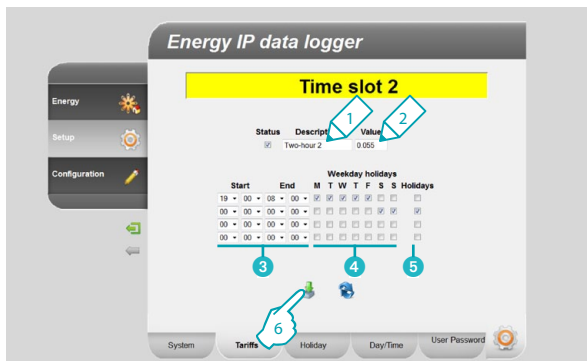 Energy IP data logger
Time slot 2
Energy
Setup
Configuration
1
2
Status Descript Value
Two-hour 2 0.055
Weekday holidays
Start End M T W T F S S Holidays
19 00 08 00
00 00 00 00
00 00 00 00
00 00 00 00
3 4 5
6
System Tariffs Holiday Day/Time User Password